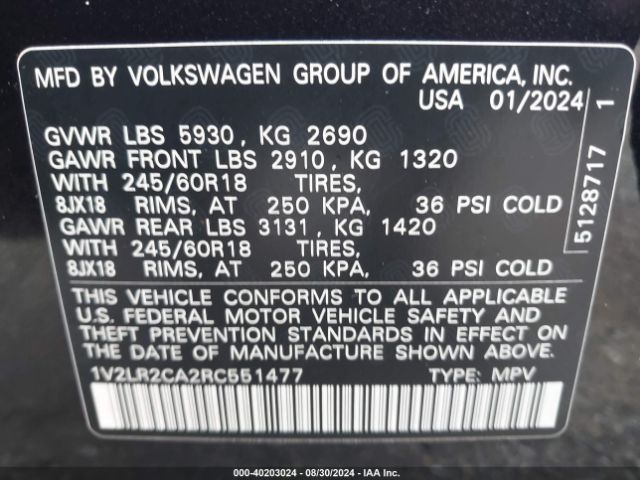 MFD BY VOLKSWAGEN GROUP OF AMERICA, INC.
USA 01/2024
GVWR LBS 5930, KG 2690
GAWR FRONT LBS 2910, KG 1320
WITH 245/60R18 TIRES,
8JX18 RIMS, AT 250 KPA, 36 PSI COLD
GAWR REAR LBS 3131, KG 1420
WITH 245/60R18 TIRES,
8JX18 RIMS, AT 250 KPA, 36 PSI COLD
THIS VEHICLE CONFORMS TO ALL APPLICABLE
U.S. FEDERAL MOTOR VEHICLE SAFETY AND
THEFT PREVENTION STANDARDS IN EFFECT ON
THE DATE OF MANUFACTURE SHOWN ABOVE.
1V2LR2CA2RC551477 TYPE: MPV
5128717 1
000-40203024 - 08/30/2024 - IAA Inc.